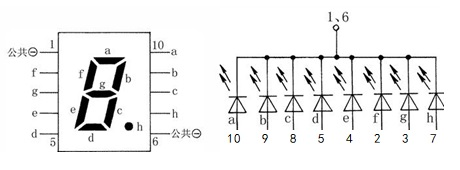 1、6
1
10
公共⊖
a
f
b
g
c
e
h
d
公共⊖
5
6
a
f
b
g
e
c
d
h
a b c d e f g h
10 9 8 5 4 2 3 7